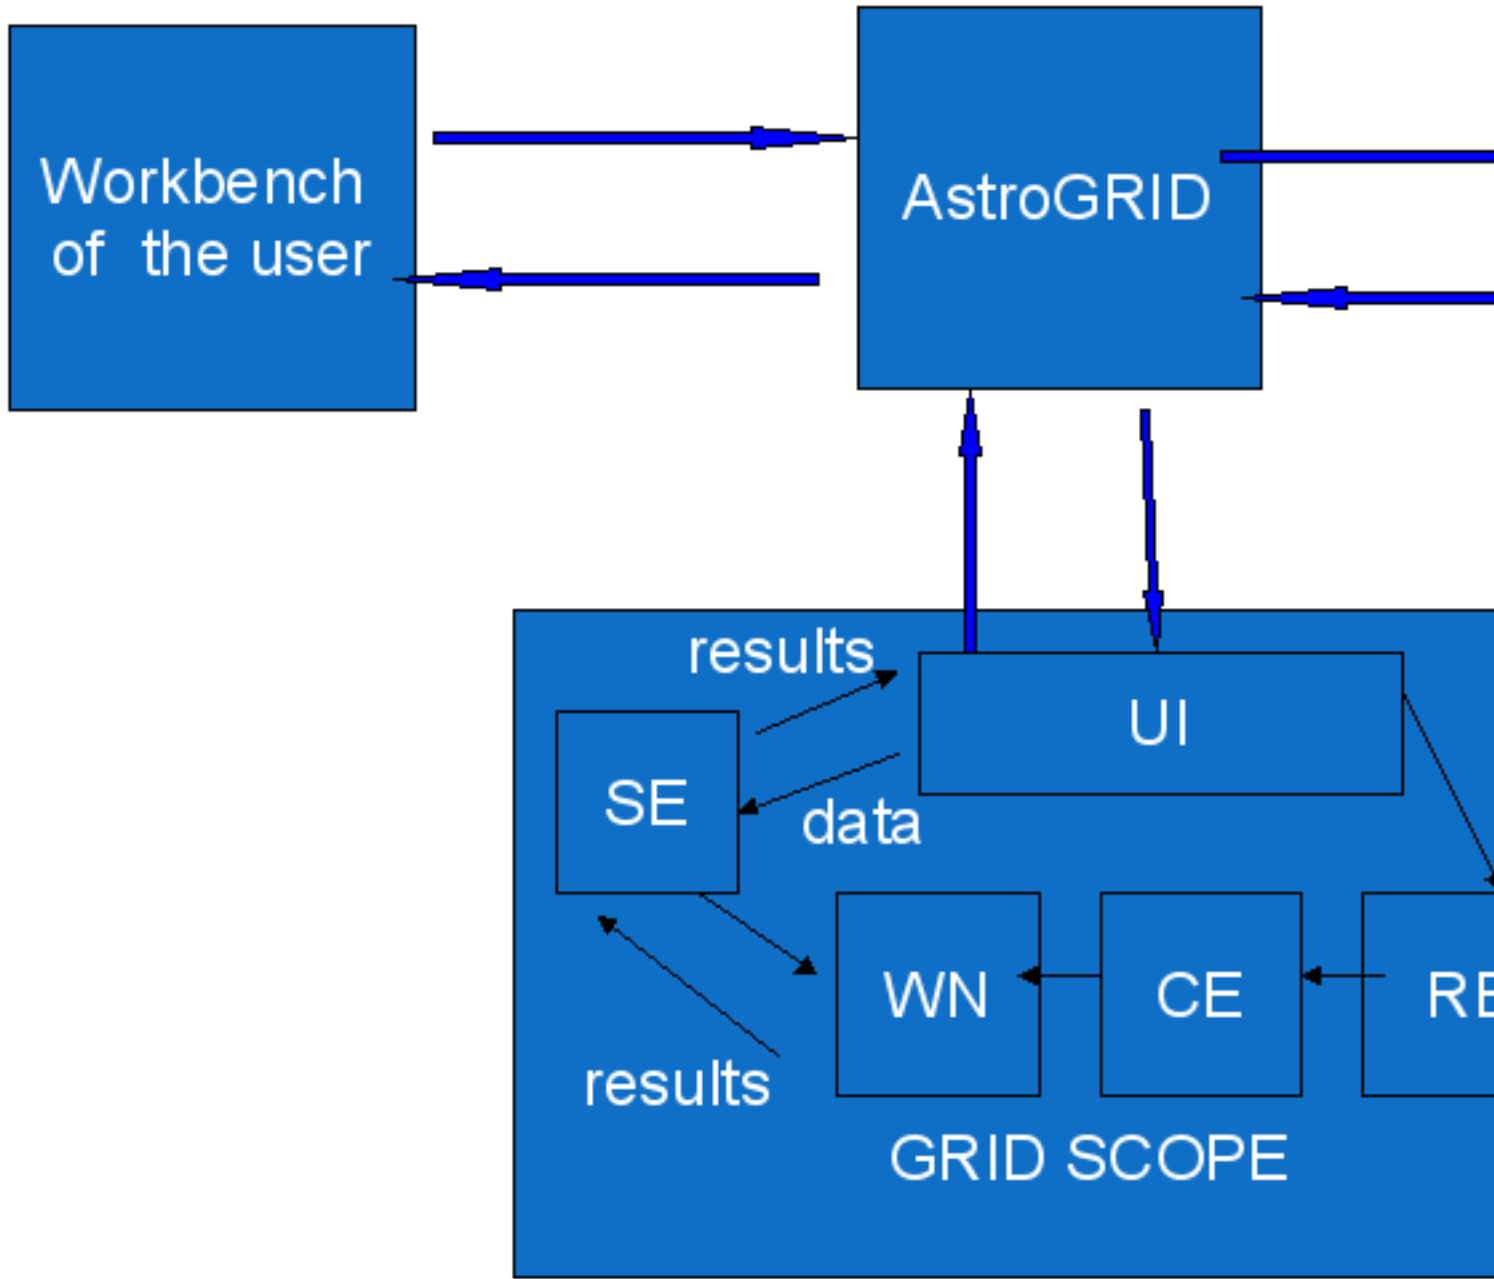 Workbench
of the user
AstroGRID
results
UI
SE
data
WN
CE
results
GRID SCOPE